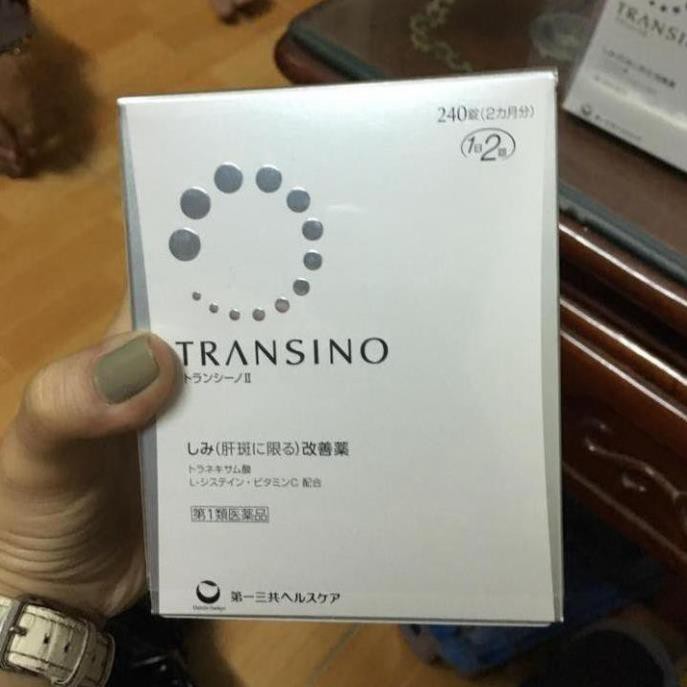 240錠(2カ月分)
1日2回
TRANSINO
トランシーノⅡ
しみ(肝斑に限る)改善薬
トラネキサム酸
L-システイン・ビタミンC 配合
第1類医薬品
第一三共ヘルスケア
Daiichi-Sankyo
TRANSIN